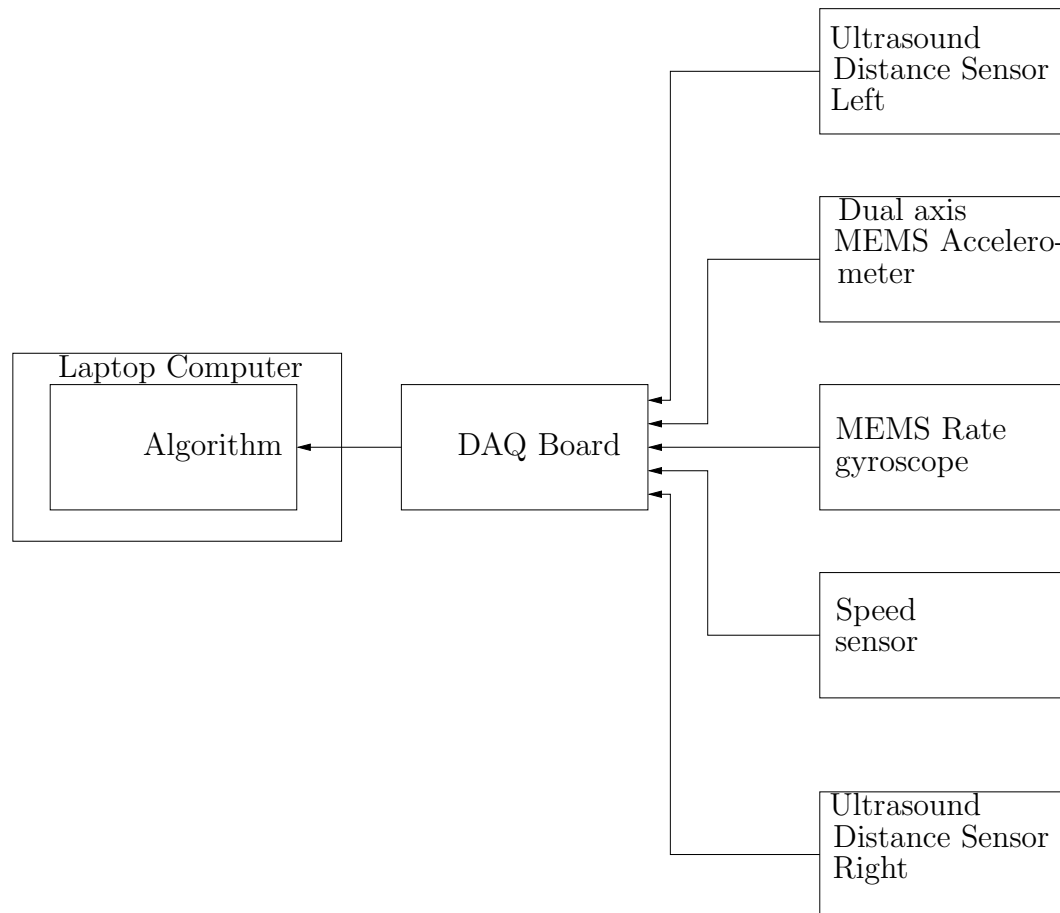 Ultrasound
Distance Sensor
Left
Dual axis
MEMS Accelero-
meter
Laptop Computer
Algorithm
DAQ Board
MEMS Rate
gyroscope
Speed
sensor
Ultrasound
Distance Sensor
Right